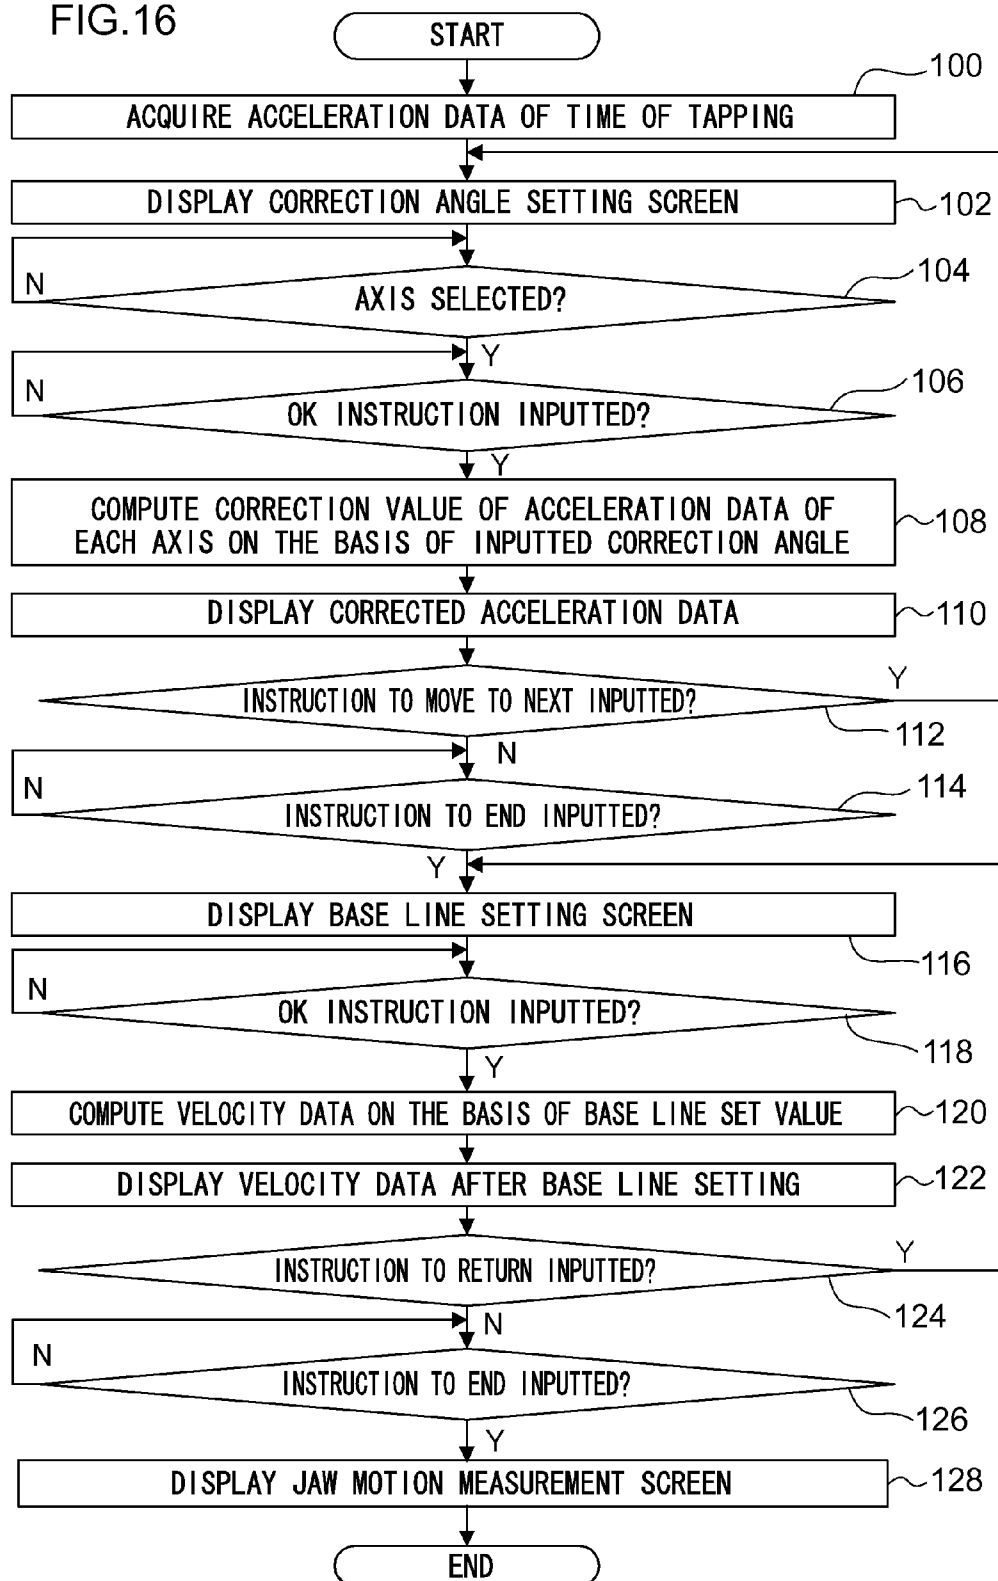 FIG.16
START
100
ACQUIRE ACCELERATION DATA OF TIME OF TAPPING
DISPLAY CORRECTION ANGLE SETTING SCREEN
102
N
104
AXIS SELECTED?
Y
N
106
OK INSTRUCTION INPUTTED?
Y
COMPUTE CORRECTION VALUE OF ACCELERATION DATA OF
EACH AXIS ON THE BASIS OF INPUTTED CORRECTION ANGLE
108
DISPLAY CORRECTED ACCELERATION DATA
110
INSTRUCTION TO MOVE TO NEXT INPUTTED?
Y
112
N
N
114
INSTRUCTION TO END INPUTTED?
Y
DISPLAY BASE LINE SETTING SCREEN
116
N
OK INSTRUCTION INPUTTED?
118
Y
COMPUTE VELOCITY DATA ON THE BASIS OF BASE LINE SET VALUE
120
DISPLAY VELOCITY DATA AFTER BASE LINE SETTING
122
INSTRUCTION TO RETURN INPUTTED?
Y
124
N
N
INSTRUCTION TO END INPUTTED?
126
Y
DISPLAY JAW MOTION MEASUREMENT SCREEN
128
END